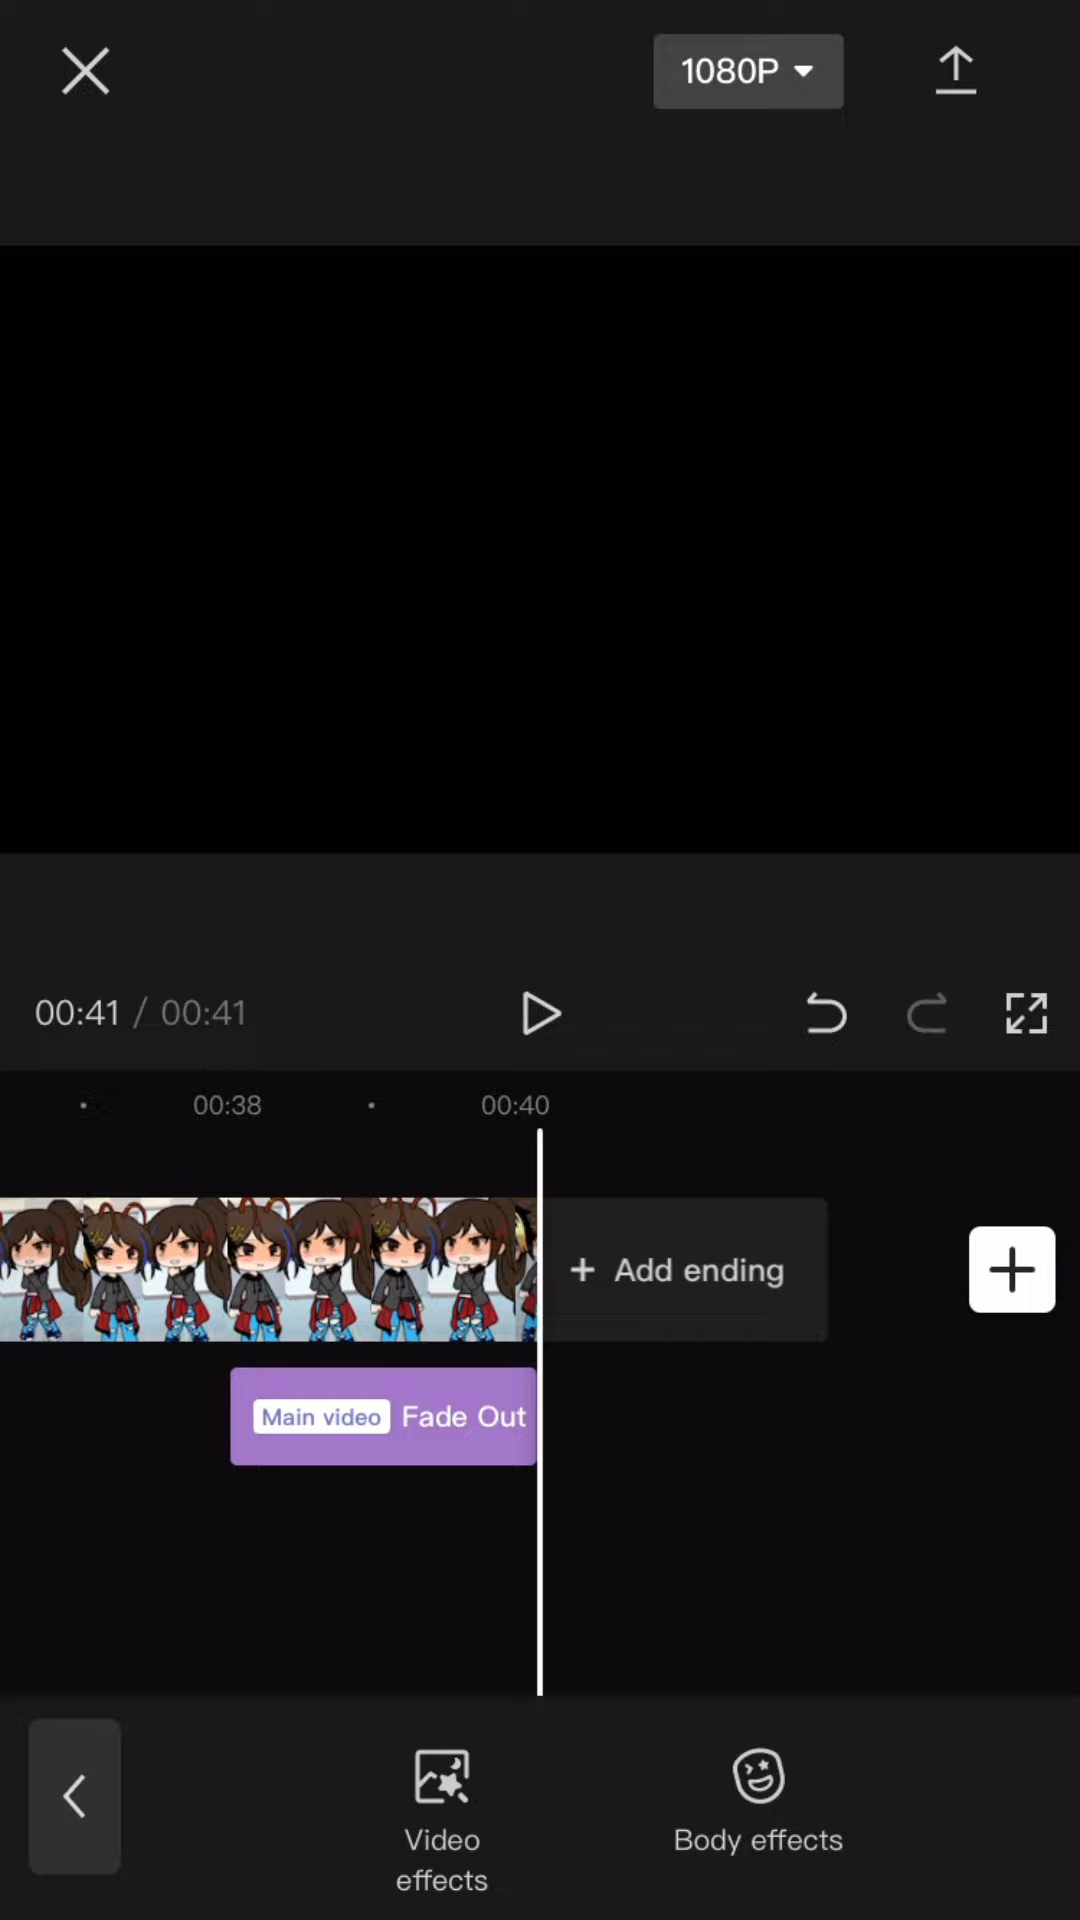 1080P
00:41 / 00:41
00:38
00:40
+ Add ending
Main video Fade Out
Video
effects
Body effects